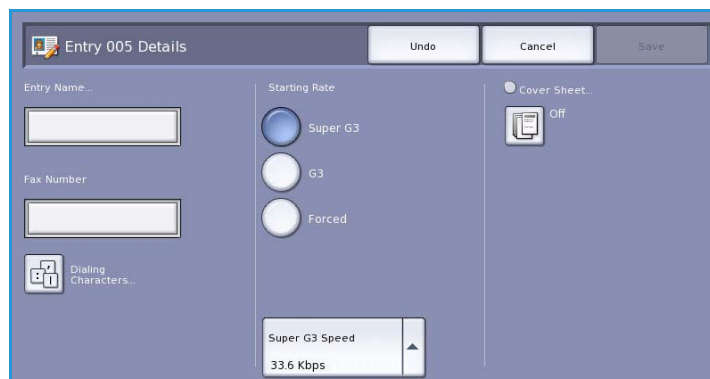 Entry 005 Details
Undo
Cancel
Save
Entry Name...
Starting Rate
Cover Sheet...
Off
Super G3
G3
Fax Number
Forced
Dialing
Characters...
Super G3 Speed
33.6 Kbps